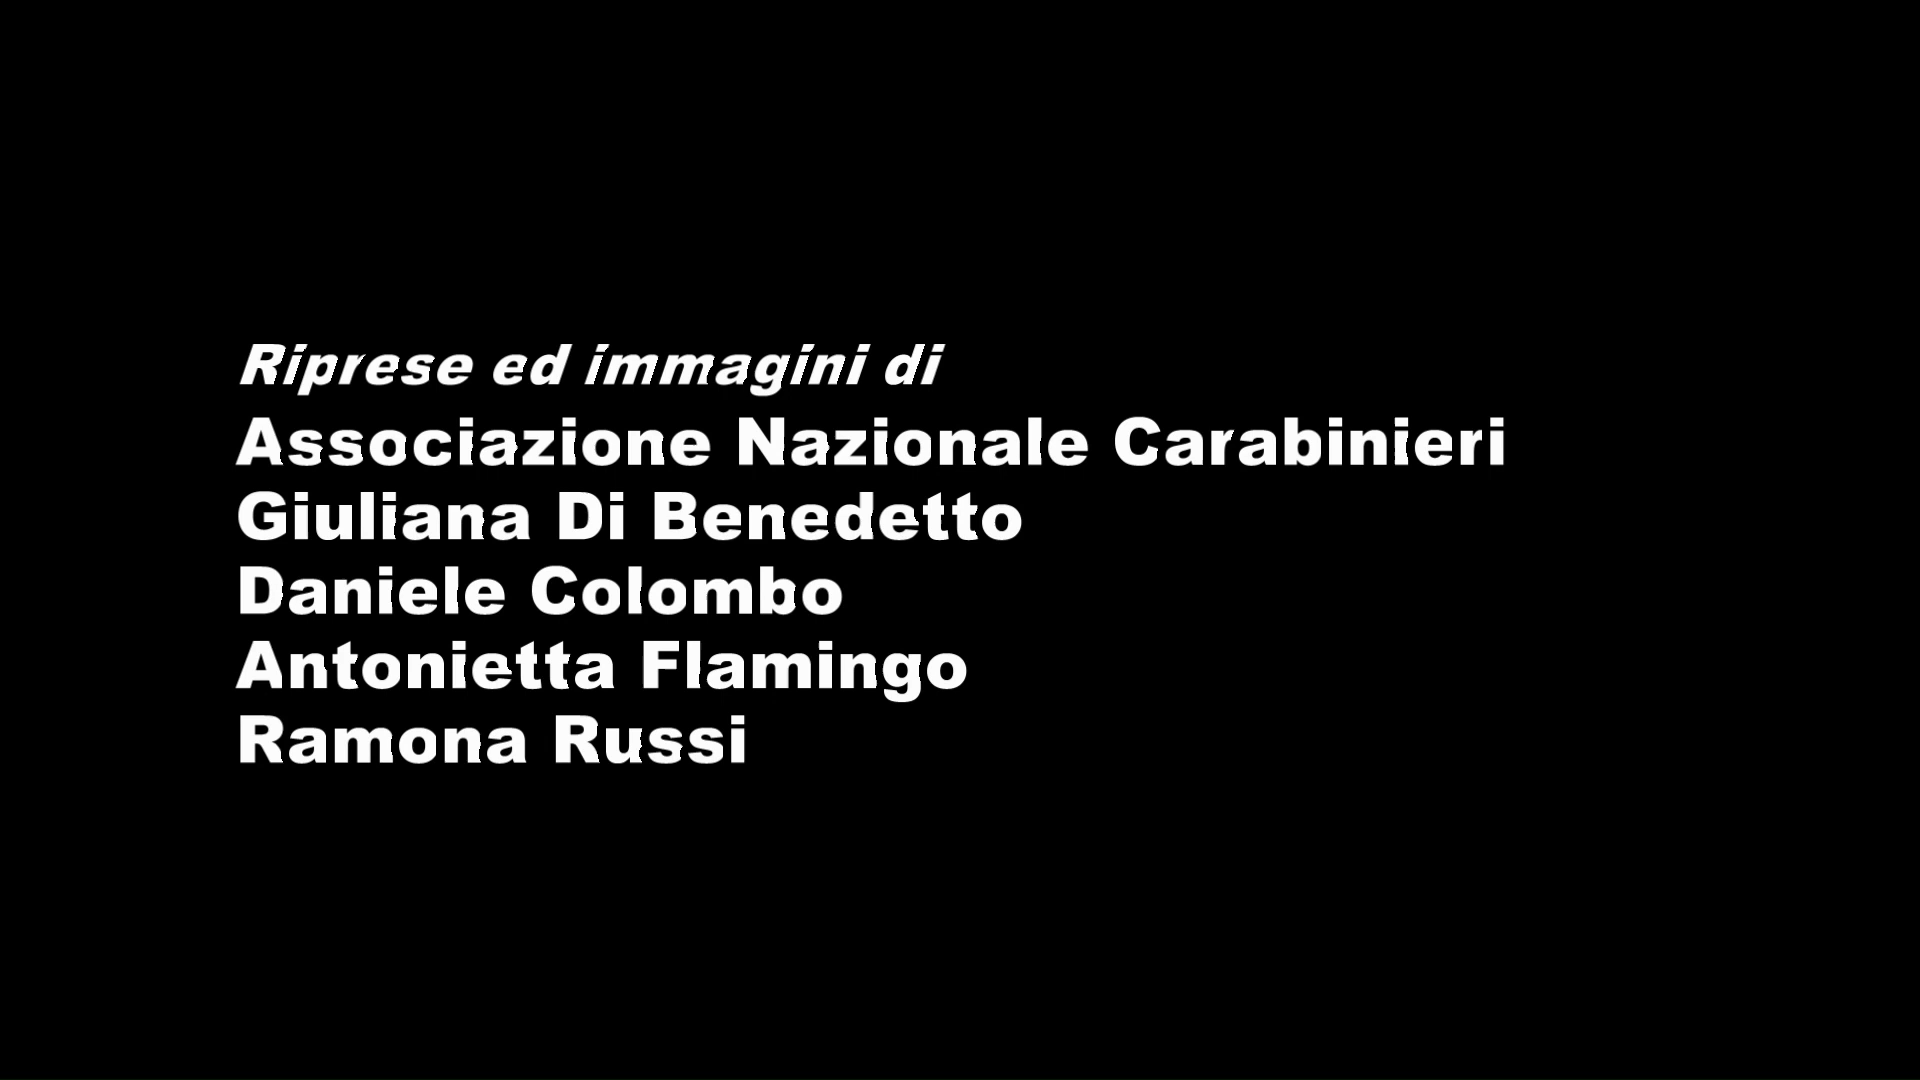 Riprese ed immagini di
Associazione Nazionale Carabinieri
Giuliana Di Benedetto
Daniele Colombo
Antonietta Flamingo
Ramona Russi